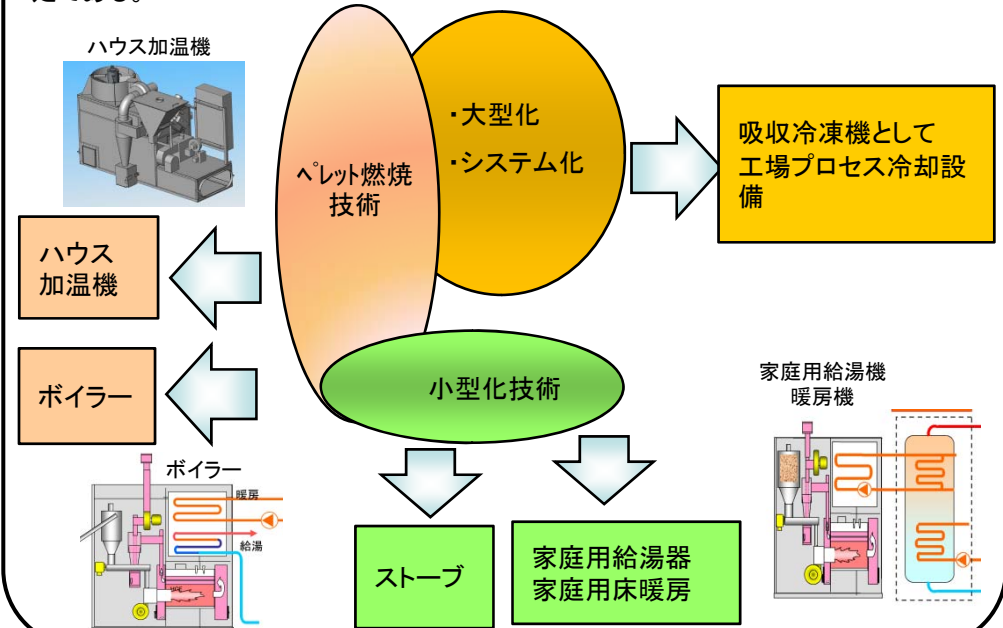 ハウス加温機
ペレット燃焼
技術
・大型化
・システム化
吸収冷凍機として
工場プロセス冷却設
備
ハウス
加温機
ボイラー
小型化技術
家庭用給湯機
暖房機
ボイラー
暖房
給湯
ストーブ
家庭用給湯器
家庭用床暖房